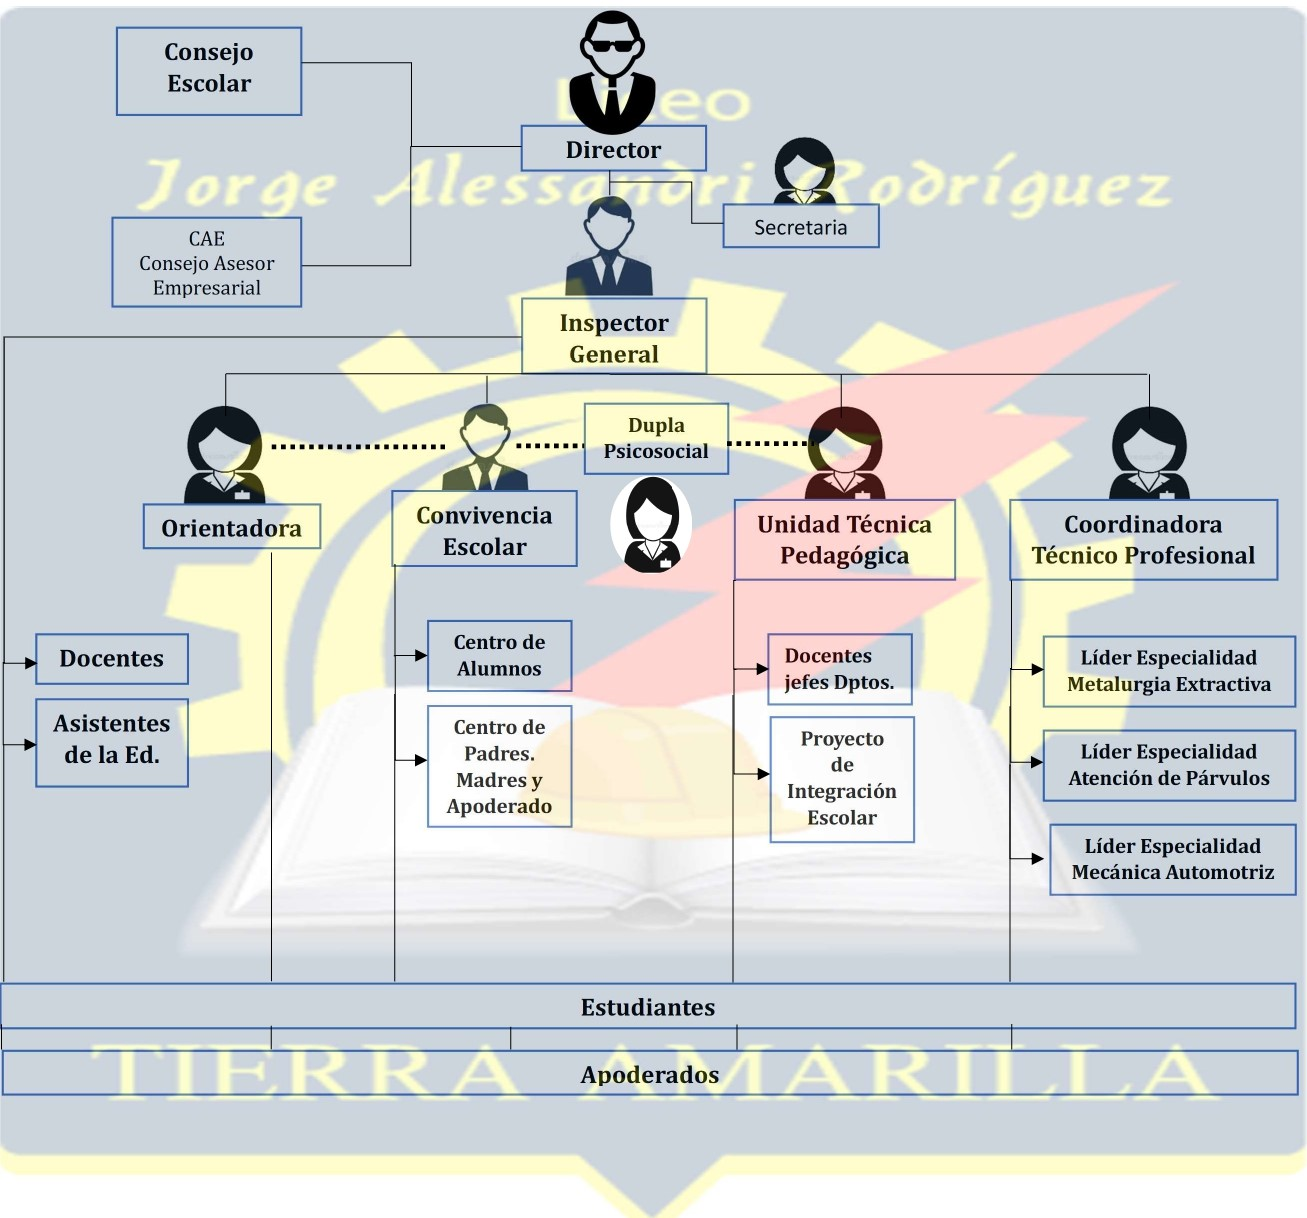 Consejo
Escolar
Liceo
Director
Jorge Alessandri Rodríguez
Secretaria
CAE
Consejo Asesor
Empresarial
Inspector
General
Dupla
Psicosocial
Orientadora
Convivencia
Escolar
Unidad Técnica
Pedagógica
Coordinadora
Técnico Profesional
Docentes
Asistentes
de la Ed.
Centro de
Alumnos
Centro de
Padres.
Madres y
Apoderado
Docentes
jefes Dptos.
Proyecto
de
Integración
Escolar
Líder Especialidad
Metalurgia Extractiva
Líder Especialidad
Atención de Párvulos
Líder Especialidad
Mecánica Automotriz
Estudiantes
TIERRA AMARILLA
Apoderados